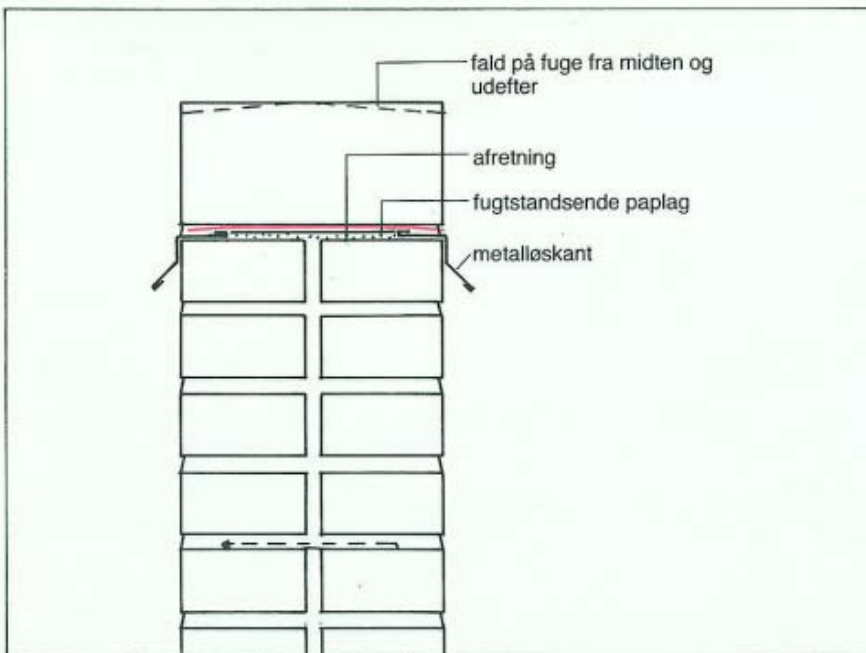 fald på fuge fra midten og
udefter
afretning
fugtstandsende paplag
metalløskant